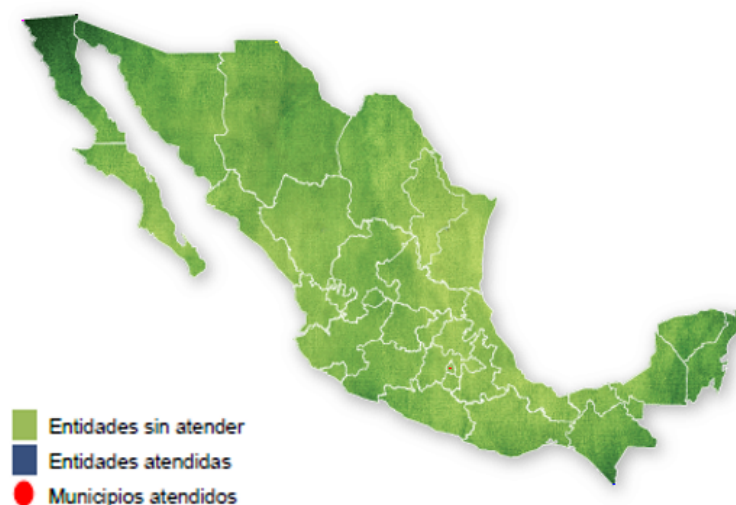 Entidades sin atender
Entidades atendidas
Municipios atendidos